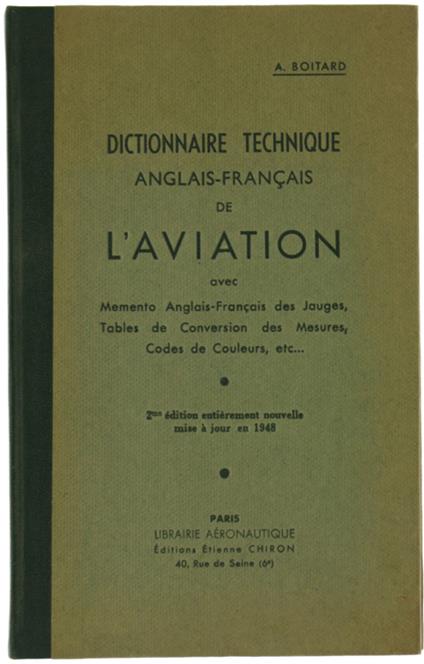 A. BOITARD
DICTIONNAIRE TECHNIQUE
ANGLAIS-FRANÇAIS
DE
L'AVIATION
avec
Memento Anglais-Français des Jauges,
Tables de Conversion des Mesures,
Codes de Couleurs, etc...
2me édition entièrement nouvelle
mise à jour en 1948
PARIS
LIBRAIRIE AÉRONAUTIQUE
Éditions Étienne CHIRON
40, Rue de Seine (6e)